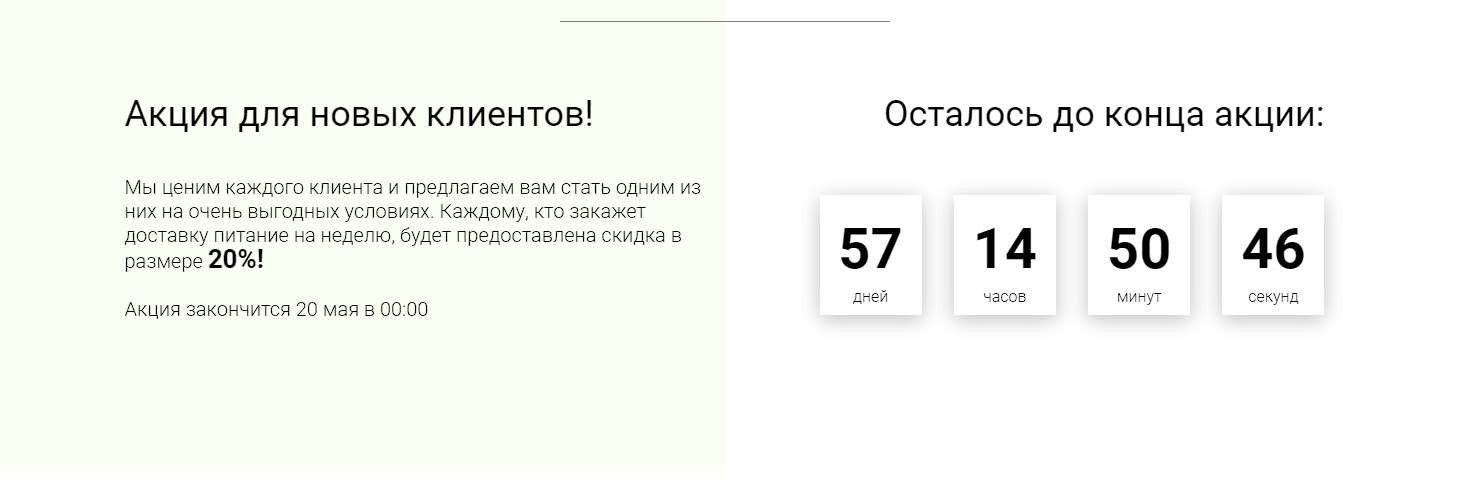 Акция для новых клиентов!
Мы ценим каждого клиента и предлагаем вам стать одним из
них на очень выгодных условиях. Каждому, кто закажет
доставку питание на неделю, будет предоставлена скидка в
размере 20%!
Акция закончится 20 мая в 00:00
Осталось до конца акции:
57 14 50 46
дней часов минут секунд